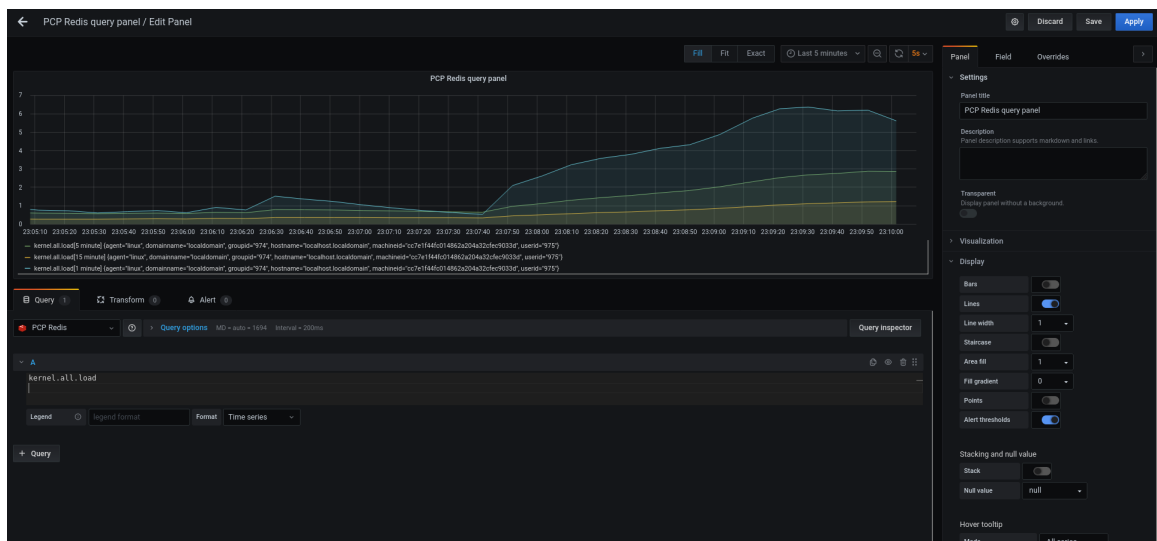 PCP Redis query panel / Edit Panel
Discard Save Apply
Fill Fit Exact Last 5 minutes 5s
Panel Field Overrides
PCP Redis query panel
7
6
5
4
3
2
1
0
23:05:10 23:05:20 23:05:30 23:05:40 23:05:50 23:06:00 23:06:10 23:06:20 23:06:30 23:06:40 23:06:50 23:07:00 23:07:10 23:07:20 23:07:30 23:07:40 23:07:50 23:08:00 23:08:10 23:08:20 23:08:30 23:08:40 23:08:50 23:09:00 23:09:10 23:09:20 23:09:30 23:09:40 23:09:50 23:10:00
kernel.all.load[5 minute] {agent="linux", domainname="localdomain", groupid="974", hostname="localhost.localdomain", machineid="cc7e1f44fc014862a204a32cfec9033d", userid="975"}
kernel.all.load[15 minute] {agent="linux", domainname="localdomain", groupid="974", hostname="localhost.localdomain", machineid="cc7e1f44fc014862a204a32cfec9033d", userid="975"}
kernel.all.load[1 minute] {agent="linux", domainname="localdomain", groupid="974", hostname="localhost.localdomain", machineid="cc7e1f44fc014862a204a32cfec9033d", userid="975"}
Query 1 Transform 0 Alert 0
PCP Redis Query options MD = auto = 1694 Interval = 200ms Query inspector
A
kernel.all.load
Legend legend format Format Time series
+ Query
Settings
Panel title
PCP Redis query panel
Description
Panel description supports markdown and links.
Transparent
Display panel without a background.
Visualization
Display
Bars
Lines
Line width 1
Staircase
Area fill 1
Fill gradient 0
Points
Alert thresholds
Stacking and null value
Stack
Null value null
Hover tooltip
Mode All series